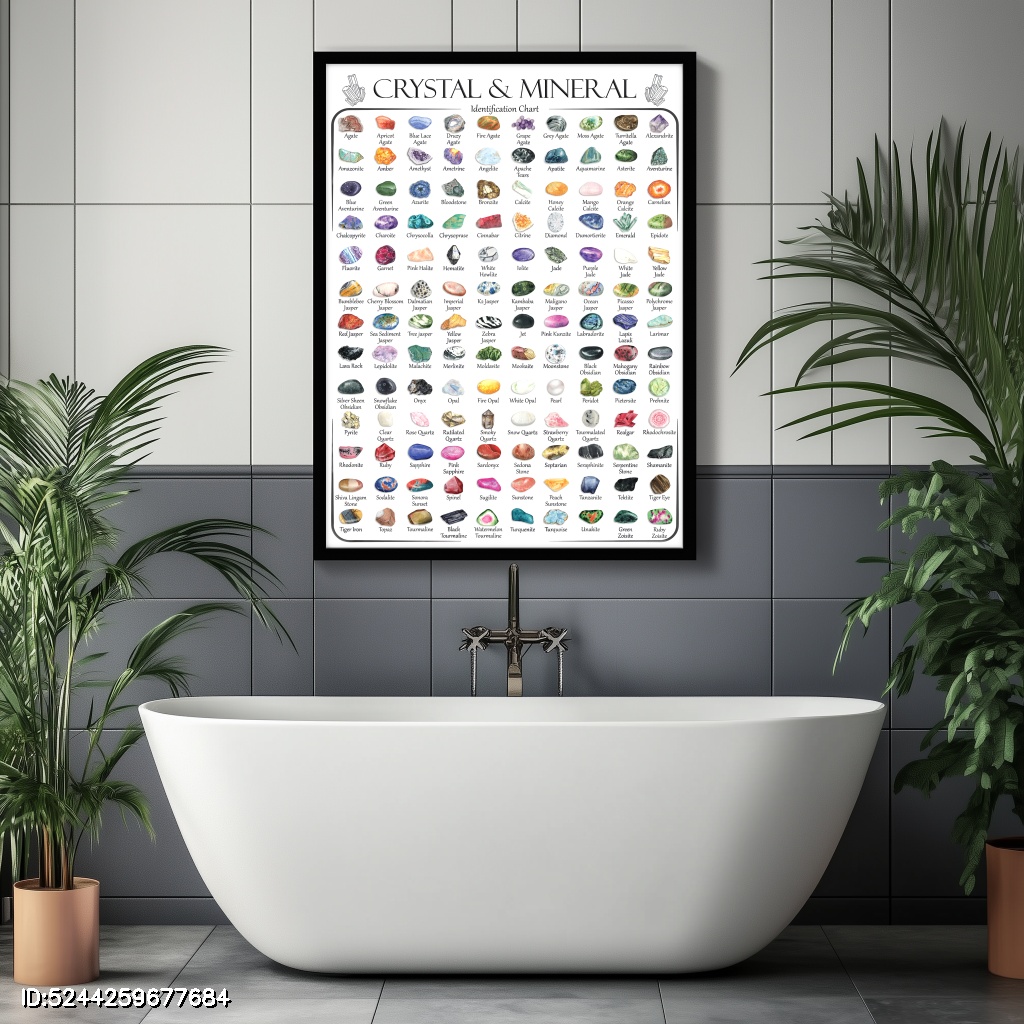 CRYSTAL & MINERAL
Identification Chart
Agate Apricot Agate Blue Lace Agate Druzy Agate Fire Agate Grape Agate Grey Agate Moss Agate Turritella Agate Alexandrite
Amazonite Amber Amethyst Ametrine Angelite Apache Tears Apatite Aquamarine Asterite Aventurine
Blue Aventurine Green Aventurine Azurite Bloodstone Bronzite Calcite Honey Calcite Mango Calcite Orange Calcite Carnelian
Chalcopyrite Charoite Chrysocolla Chrysoprase Cinnabar Citrine Diamond Dumortierite Emerald Epidote
Fluorite Garnet Pink Halite Hematite White Howlite Iolite Jade Purple Jade White Jade Yellow Jade
Bumblebee Jasper Cherry Blossom Jasper Dalmatian Jasper Imperial Jasper K2 Jasper Kambaba Jasper Maligano Jasper Ocean Jasper Picasso Jasper Polychrome Jasper
Red Jasper Sea Sediment Jasper Tree Jasper Yellow Jasper Zebra Jasper Jet Pink Kunzite Labradorite Lapis Lazuli Larimar
Lava Rock Lepidolite Malachite Merlinite Moldavite Mookaite Moonstone Black Obsidian Mahogany Obsidian Rainbow Obsidian
Silver Sheen Obsidian Snowflake Obsidian Onyx Opal Fire Opal White Opal Pearl Peridot Pietersite Prehnite
Pyrite Clear Quartz Rose Quartz Rutilated Quartz Smoky Quartz Snow Quartz Strawberry Quartz Tourmalated Quartz Realgar Rhodochrosite
Rhodonite Ruby Sapphire Pink Sapphire Sardonyx Sedona Stone Septarian Seraphinite Serpentine Stone Shamanite
Shiva Lingam Stone Sodalite Sonora Sunset Spinel Sugilite Sunstone Peach Sunstone Tanzanite Tektite Tiger Eye
Tiger Iron Topaz Tourmaline Black Tourmaline Watermelon Tourmaline Turquenite Turquoise Unakite Green Zoisite Ruby Zoisite
ID:5244259677684